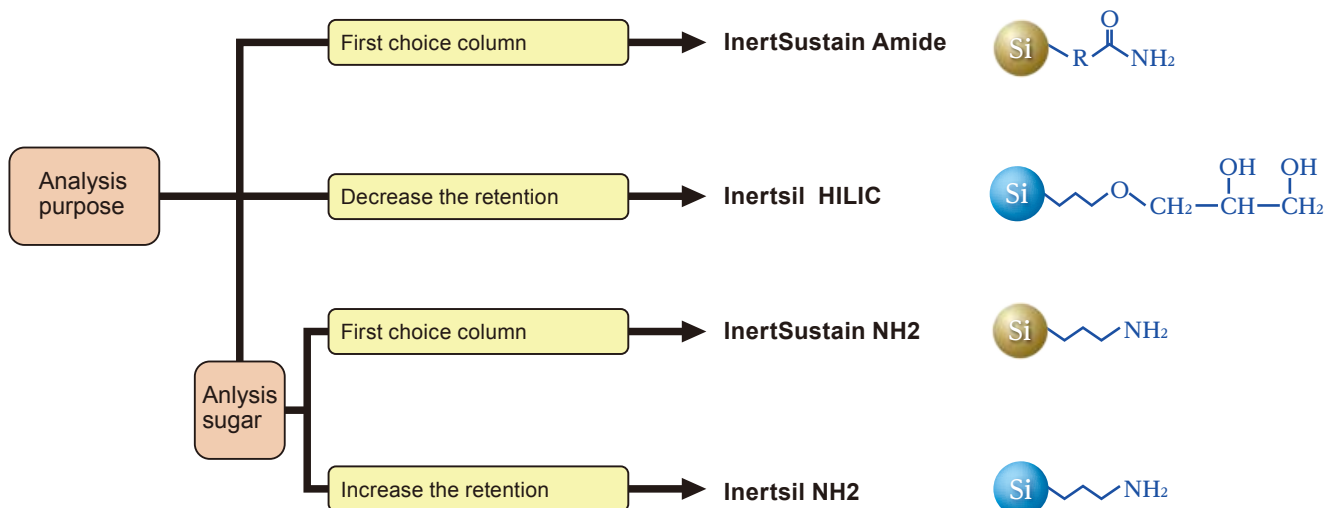 First choice column
InertSustain Amide
Si
R
O
NH₂
Analysis
purpose
Decrease the retention
Inertsil  HILIC
Si
O
CH₂
OH
CH
OH
CH₂
First choice column
InertSustain NH2
Si
NH₂
Anlysis
sugar
Increase the retention
Inertsil NH2
Si
NH₂